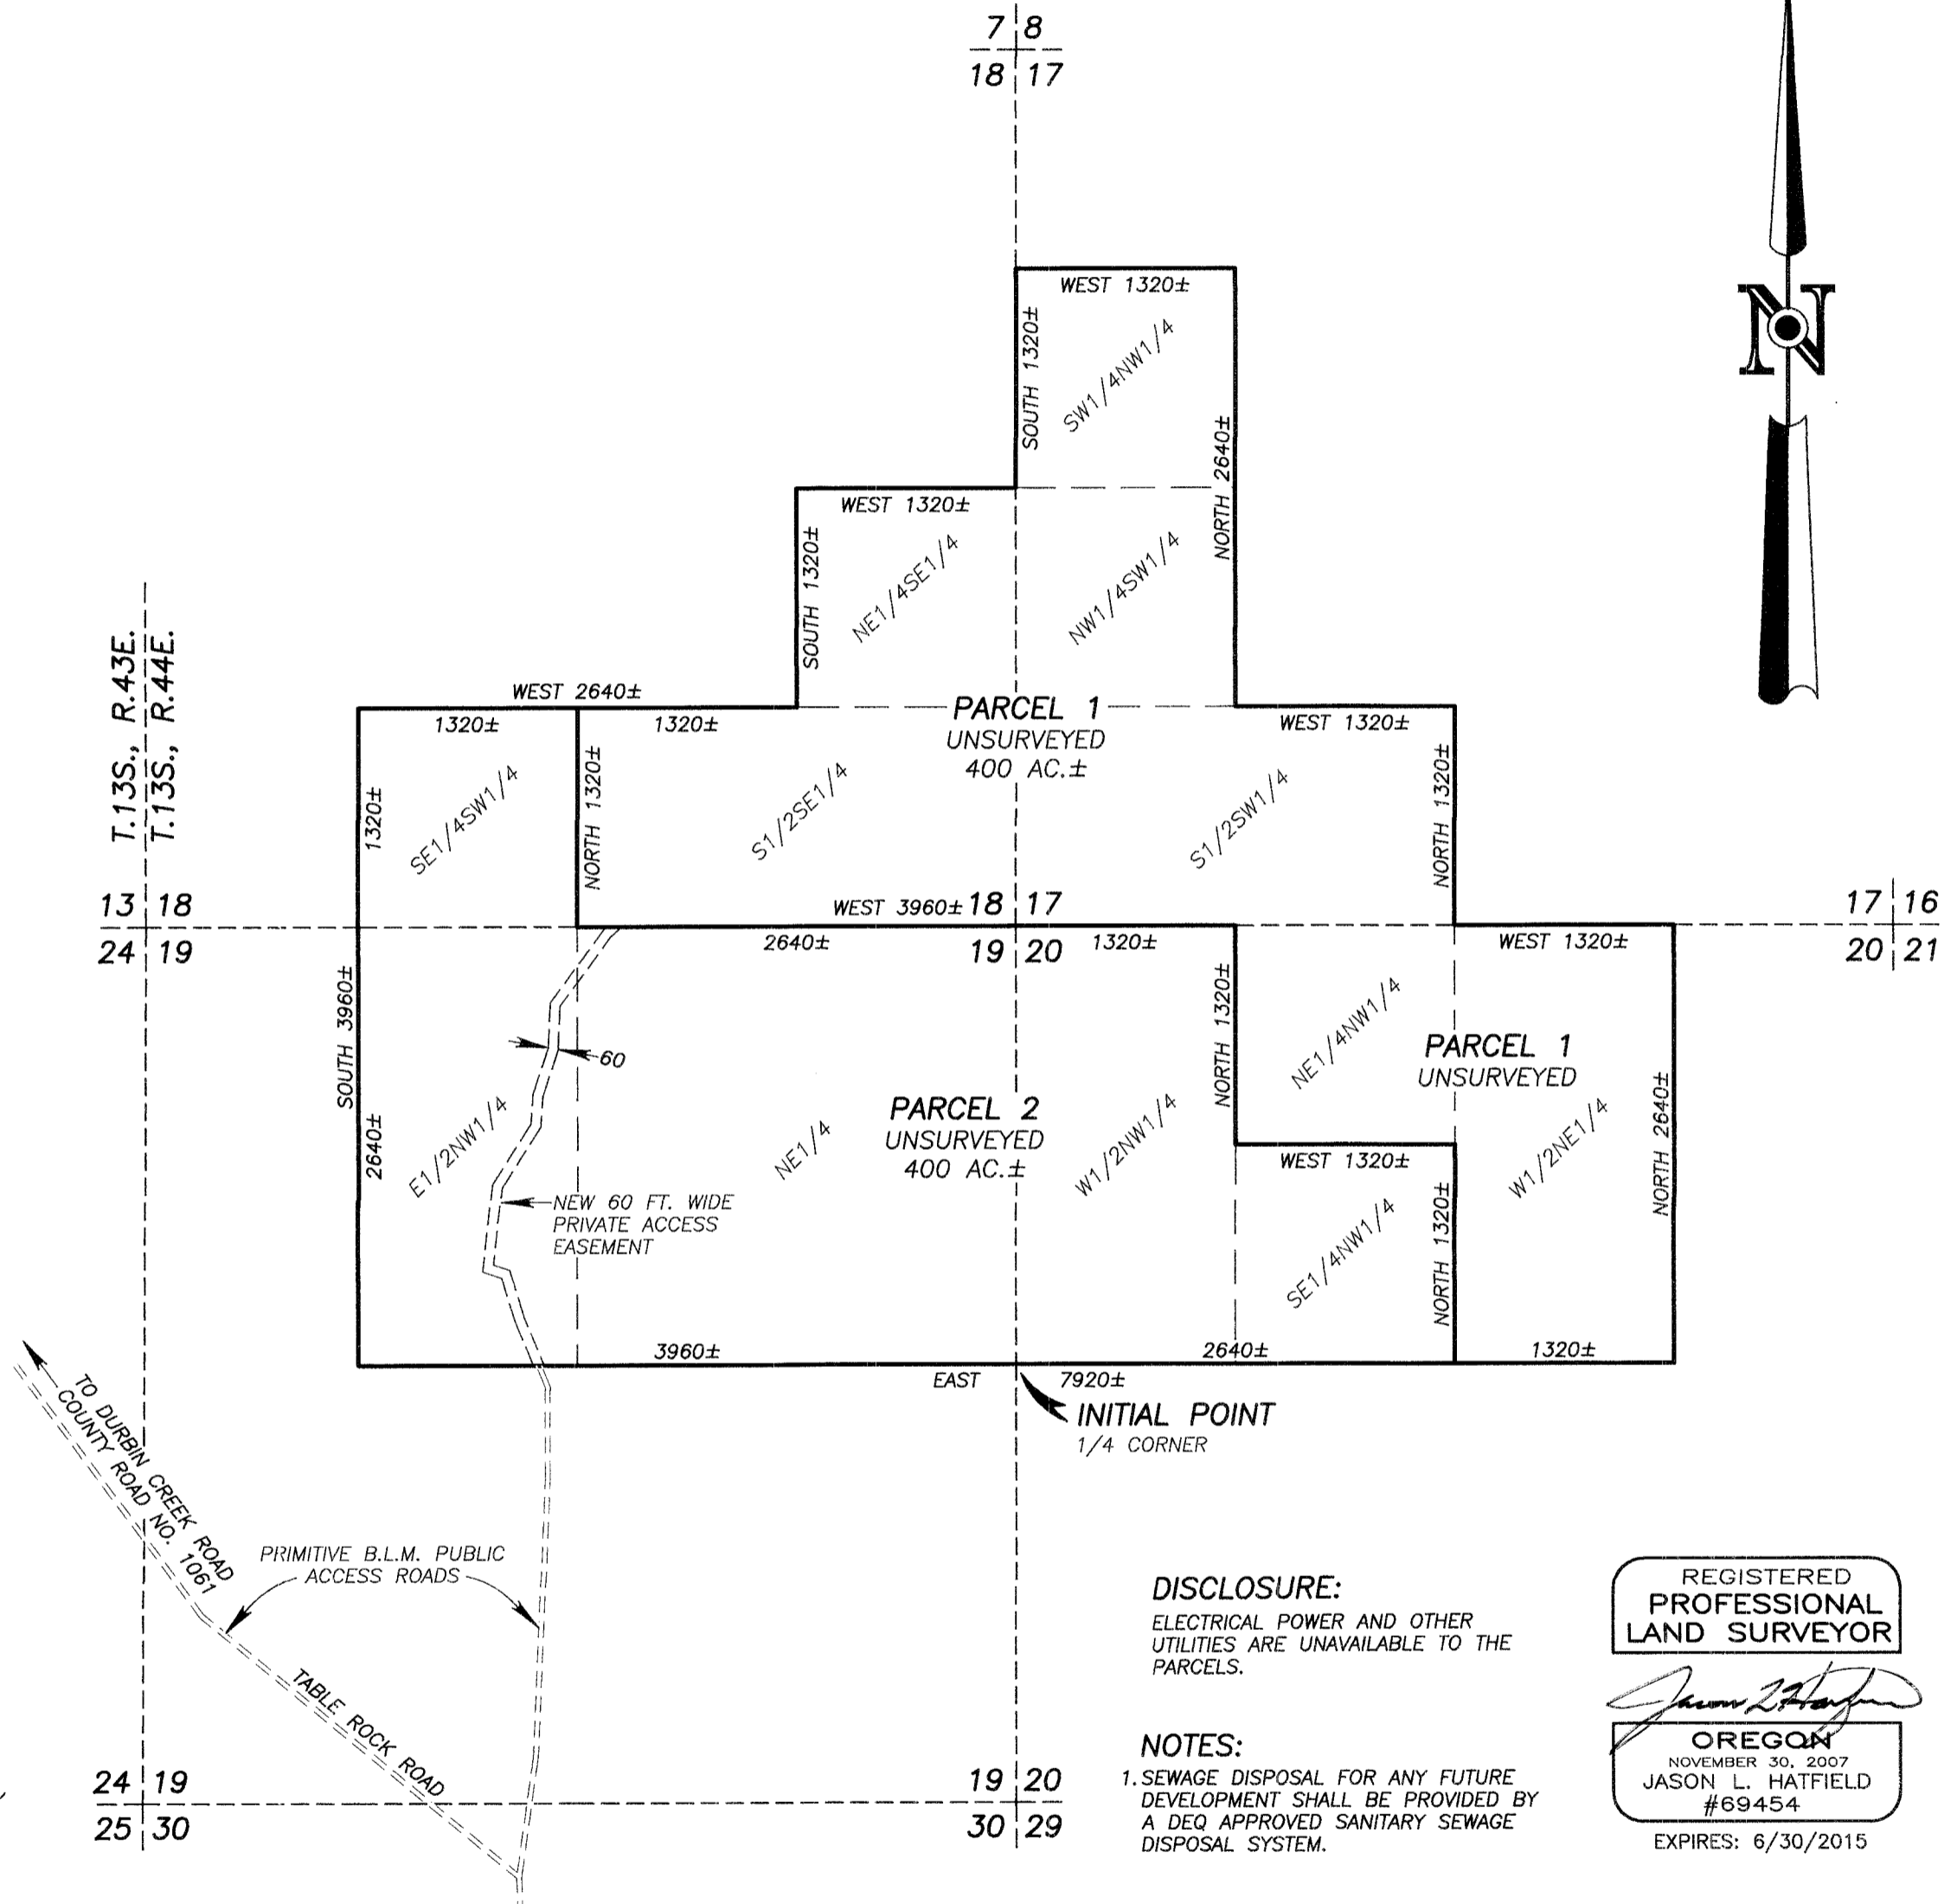 7 8
18 17
N
WEST 1320±
SOUTH 1320±
SW1/4NW1/4
NORTH 2640±
WEST 1320±
SOUTH 1320±
NE1/4SE1/4
NW1/4SW1/4
T.13S., R.43E.
T.13S., R.44E.
WEST 2640±
1320±
1320±
PARCEL 1
UNSURVEYED
400 AC.±
WEST 1320±
1320±
SE1/4SW1/4
NORTH 1320±
S1/2SE1/4
S1/2SW1/4
NORTH 1320±
13 18
24 19
WEST 3960±
18 17
19 20
2640±
1320±
WEST 1320±
17 16
20 21
SOUTH 3960±
2640±
60
E1/2NW1/4
NE1/4
PARCEL 2
UNSURVEYED
400 AC.±
W1/2NW1/4
NORTH 1320±
NE1/4NW1/4
PARCEL 1
UNSURVEYED
W1/2NE1/4
NORTH 2640±
WEST 1320±
SE1/4NW1/4
NORTH 1320±
NEW 60 FT. WIDE
PRIVATE ACCESS
EASEMENT
3960±
2640±
1320±
EAST 7920±
INITIAL POINT
1/4 CORNER
TO DURBIN CREEK ROAD
COUNTY ROAD NO. 1061
PRIMITIVE B.L.M. PUBLIC
ACCESS ROADS
TABLE ROCK ROAD
24 19
25 30
19 20
30 29
DISCLOSURE:
ELECTRICAL POWER AND OTHER
UTILITIES ARE UNAVAILABLE TO THE
PARCELS.
NOTES:
1. SEWAGE DISPOSAL FOR ANY FUTURE
DEVELOPMENT SHALL BE PROVIDED BY
A DEQ APPROVED SANITARY SEWAGE
DISPOSAL SYSTEM.
REGISTERED
PROFESSIONAL
LAND SURVEYOR
Jason L Hatfield
OREGON
NOVEMBER 30, 2007
JASON L. HATFIELD
#69454
EXPIRES: 6/30/2015